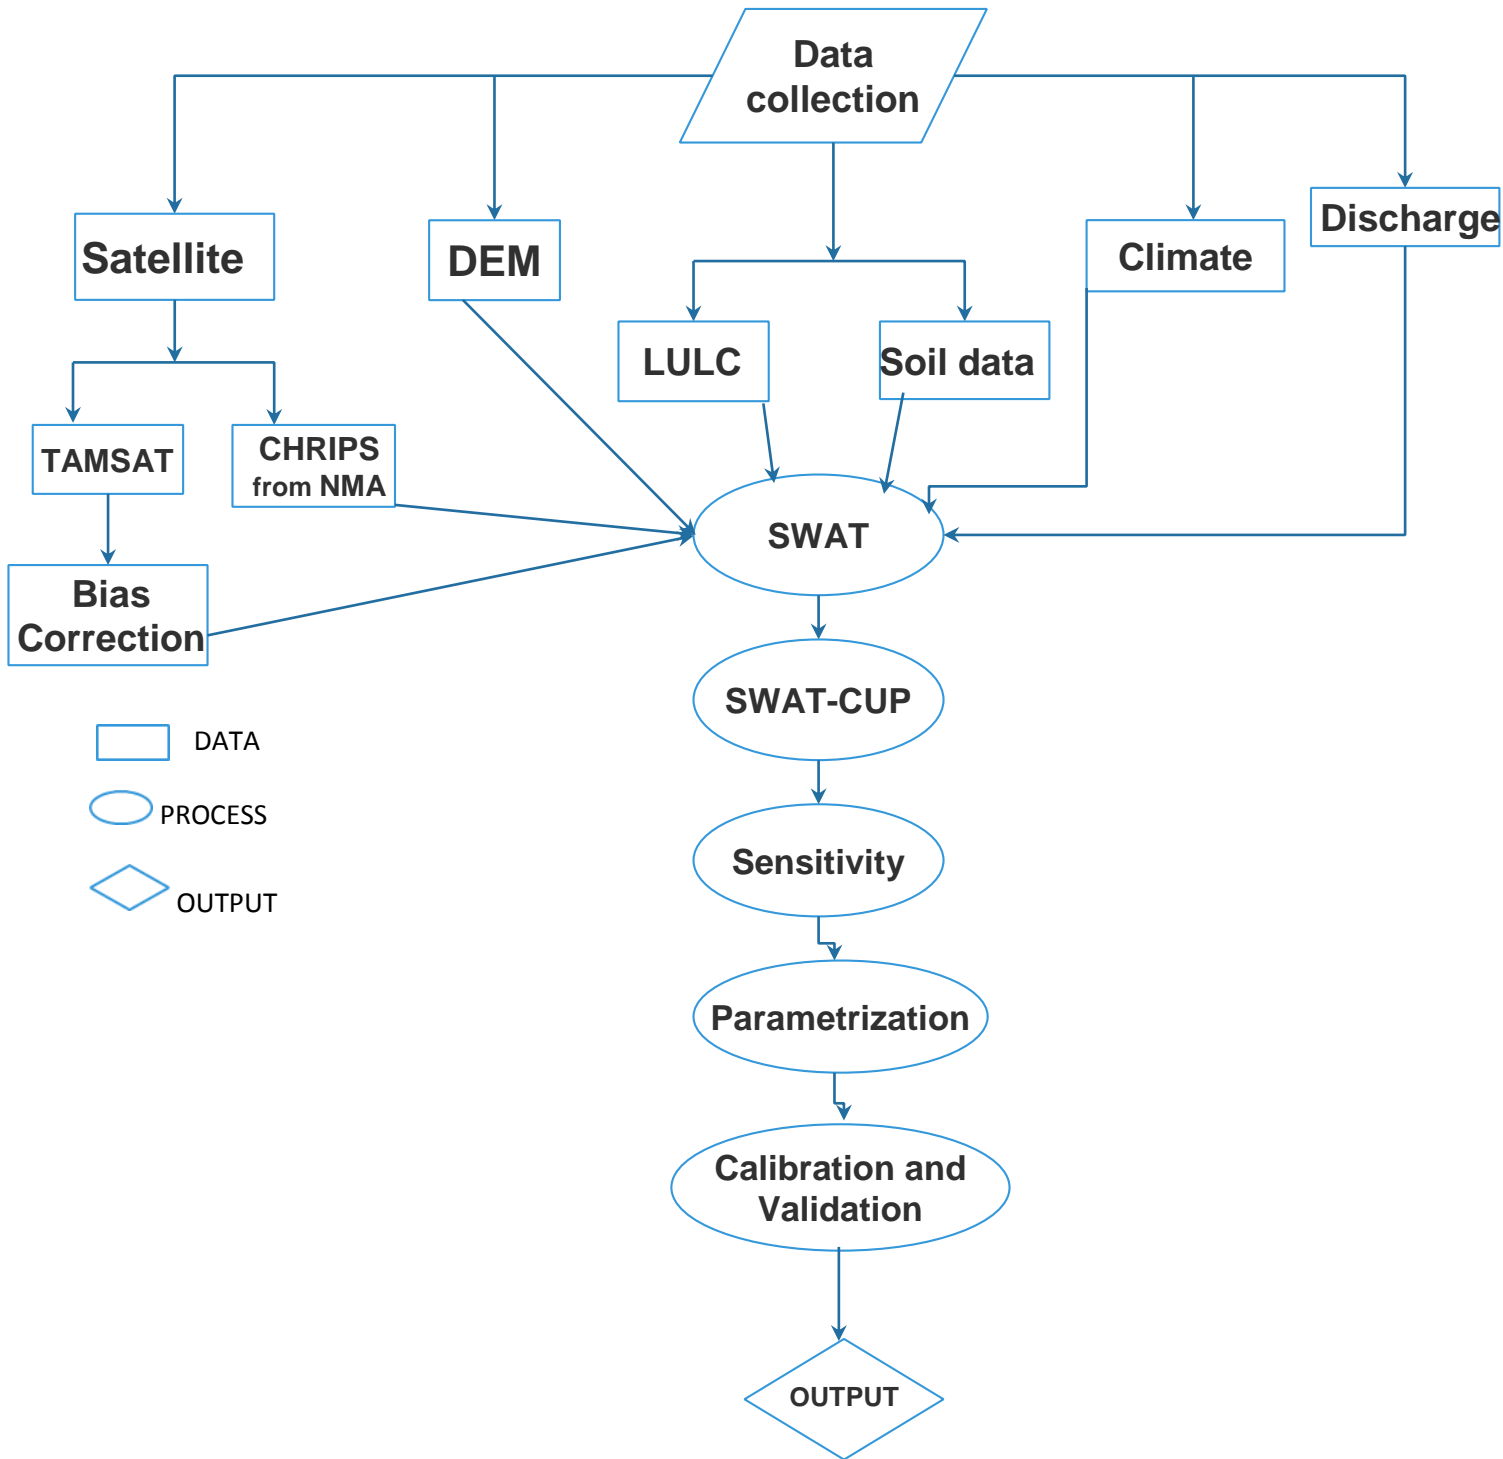 Data
collection
Satellite
DEM
Discharge
Climate
LULC
Soil data
TAMSAT
CHRIPS
from NMA
SWAT
Bias
Correction
SWAT-CUP
DATA
PROCESS
Sensitivity
OUTPUT
Parametrization
Calibration and
Validation
OUTPUT